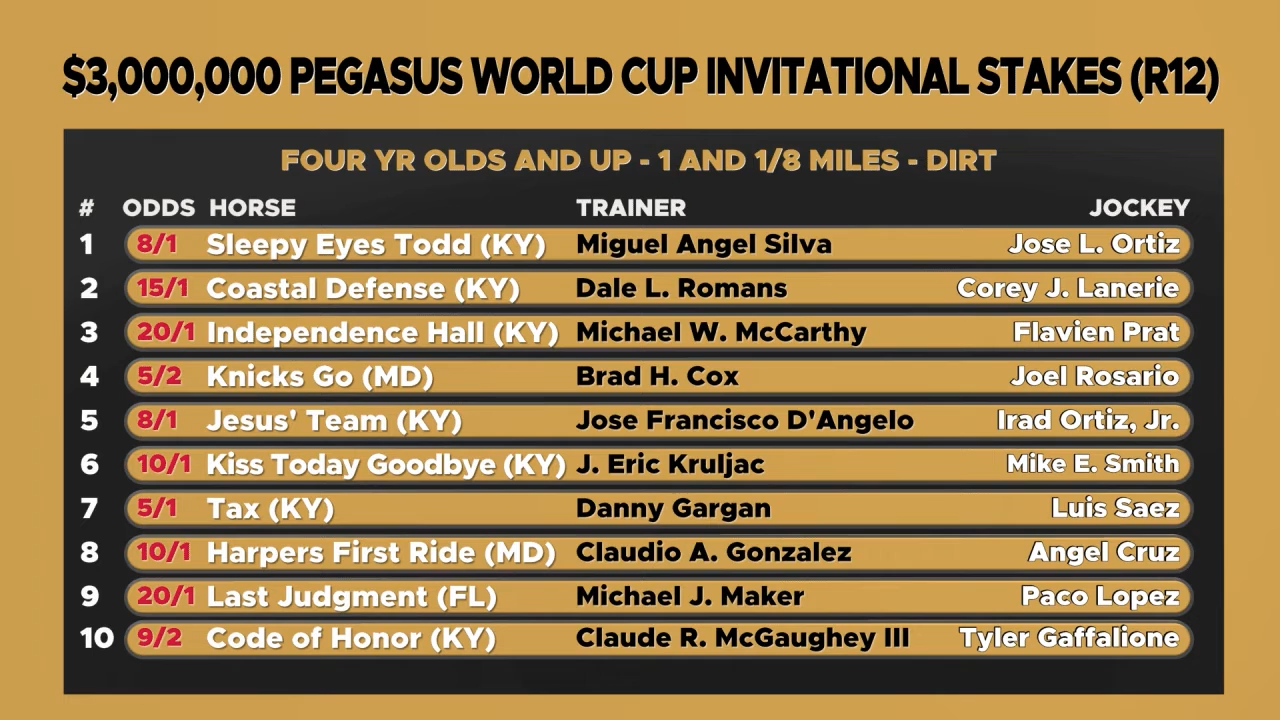 $3,000,000 PEGASUS WORLD CUP INVITATIONAL STAKES (R12)
FOUR YR OLDS AND UP - 1 AND 1/8 MILES - DIRT
# ODDS HORSE TRAINER JOCKEY
1 8/1 Sleepy Eyes Todd (KY) Miguel Angel Silva Jose L. Ortiz
2 15/1 Coastal Defense (KY) Dale L. Romans Corey J. Lanerie
3 20/1 Independence Hall (KY) Michael W. McCarthy Flavien Prat
4 5/2 Knicks Go (MD) Brad H. Cox Joel Rosario
5 8/1 Jesus' Team (KY) Jose Francisco D'Angelo Irad Ortiz, Jr.
6 10/1 Kiss Today Goodbye (KY) J. Eric Kruljac Mike E. Smith
7 5/1 Tax (KY) Danny Gargan Luis Saez
8 10/1 Harpers First Ride (MD) Claudio A. Gonzalez Angel Cruz
9 20/1 Last Judgment (FL) Michael J. Maker Paco Lopez
10 9/2 Code of Honor (KY) Claude R. McGaughey III Tyler Gaffalione